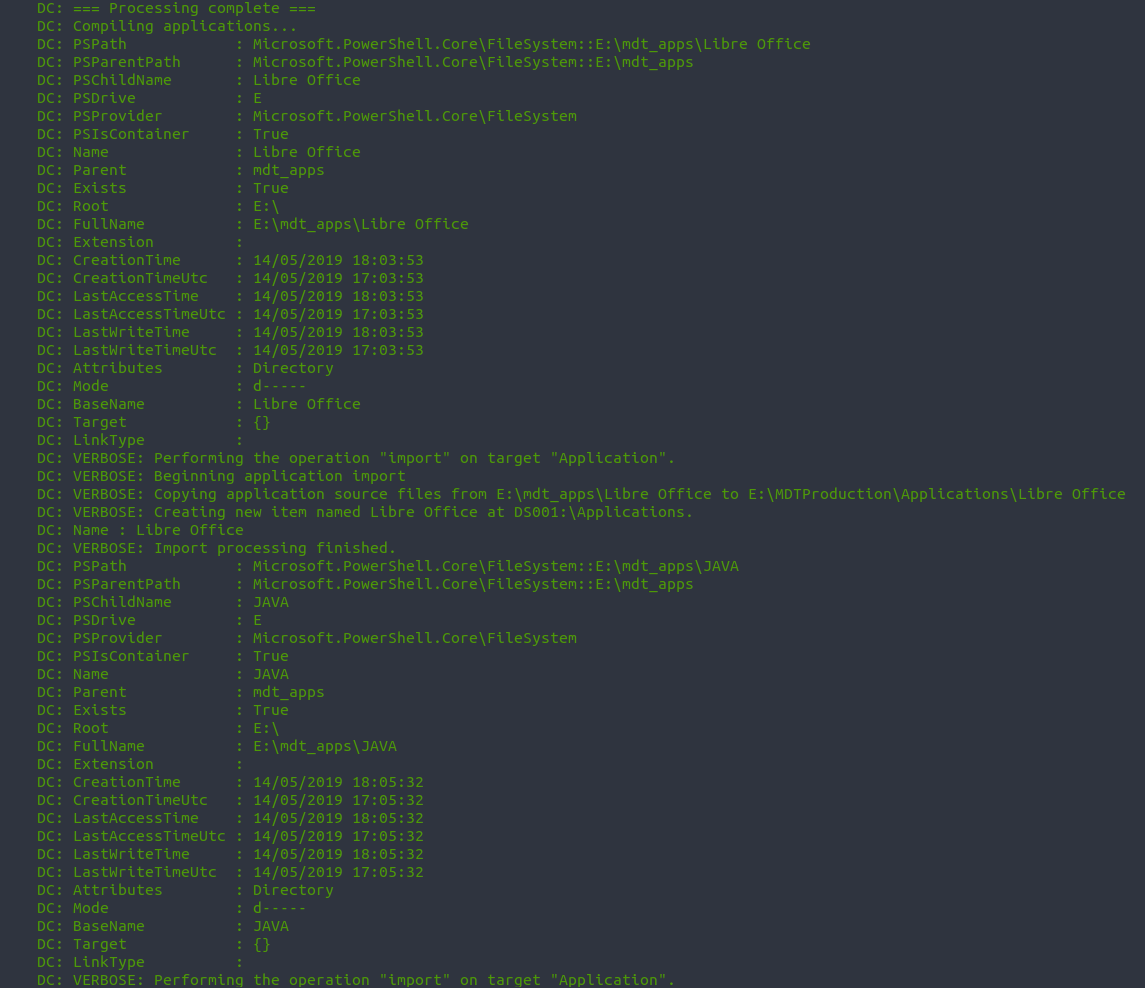 DC: === Processing complete ===
DC: Compiling applications...
DC: PSPath            : Microsoft.PowerShell.Core\FileSystem::E:\mdt_apps\Libre Office
DC: PSParentPath      : Microsoft.PowerShell.Core\FileSystem::E:\mdt_apps
DC: PSChildName       : Libre Office
DC: PSDrive           : E
DC: PSProvider        : Microsoft.PowerShell.Core\FileSystem
DC: PSIsContainer     : True
DC: Name              : Libre Office
DC: Parent            : mdt_apps
DC: Exists            : True
DC: Root              : E:\
DC: FullName          : E:\mdt_apps\Libre Office
DC: Extension         :
DC: CreationTime      : 14/05/2019 18:03:53
DC: CreationTimeUtc   : 14/05/2019 17:03:53
DC: LastAccessTime    : 14/05/2019 18:03:53
DC: LastAccessTimeUtc : 14/05/2019 17:03:53
DC: LastWriteTime     : 14/05/2019 18:03:53
DC: LastWriteTimeUtc  : 14/05/2019 17:03:53
DC: Attributes        : Directory
DC: Mode              : d-----
DC: BaseName          : Libre Office
DC: Target            : {}
DC: LinkType          :
DC: VERBOSE: Performing the operation "import" on target "Application".
DC: VERBOSE: Beginning application import
DC: VERBOSE: Copying application source files from E:\mdt_apps\Libre Office to E:\MDTProduction\Applications\Libre Office
DC: VERBOSE: Creating new item named Libre Office at DS001:\Applications.
DC: Name : Libre Office
DC: VERBOSE: Import processing finished.
DC: PSPath            : Microsoft.PowerShell.Core\FileSystem::E:\mdt_apps\JAVA
DC: PSParentPath      : Microsoft.PowerShell.Core\FileSystem::E:\mdt_apps
DC: PSChildName       : JAVA
DC: PSDrive           : E
DC: PSProvider        : Microsoft.PowerShell.Core\FileSystem
DC: PSIsContainer     : True
DC: Name              : JAVA
DC: Parent            : mdt_apps
DC: Exists            : True
DC: Root              : E:\
DC: FullName          : E:\mdt_apps\JAVA
DC: Extension         :
DC: CreationTime      : 14/05/2019 18:05:32
DC: CreationTimeUtc   : 14/05/2019 17:05:32
DC: LastAccessTime    : 14/05/2019 18:05:32
DC: LastAccessTimeUtc : 14/05/2019 17:05:32
DC: LastWriteTime     : 14/05/2019 18:05:32
DC: LastWriteTimeUtc  : 14/05/2019 17:05:32
DC: Attributes        : Directory
DC: Mode              : d-----
DC: BaseName          : JAVA
DC: Target            : {}
DC: LinkType          :
DC: VERBOSE: Performing the operation "import" on target "Application".